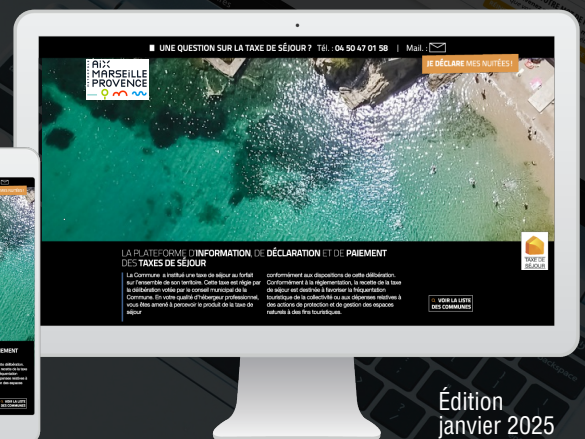 UNE QUESTION SUR LA TAXE DE SÉJOUR ? Tél. : 04 50 47 01 58 | Mail. :
JE DÉCLARE MES NUITÉES !
AIX
MARSEILLE
PROVENCE
LA PLATEFORME D'INFORMATION, DE DÉCLARATION ET DE PAIEMENT
DES TAXES DE SÉJOUR
La Commune a institué une taxe de séjour au forfait
sur l'ensemble de son territoire. Cette taxe est régie par
la délibération votée par le conseil municipal de la
Commune. En votre qualité d'hébergeur professionnel,
vous êtes amené à percevoir le produit de la taxe de
séjour
conformément aux dispositions de cette délibération.
Conformément à la réglementation, la recette de la taxe
de séjour est destinée à favoriser la fréquentation
touristique de la collectivité ou aux dépenses relatives à
des actions de protection et de gestion des espaces
naturels à des fins touristiques.
TAXE DE
SÉJOUR
VOIR LA LISTE
DES COMMUNES
EMENT
VOIR LA LISTE
DES COMMUNES
Édition
janvier 2025